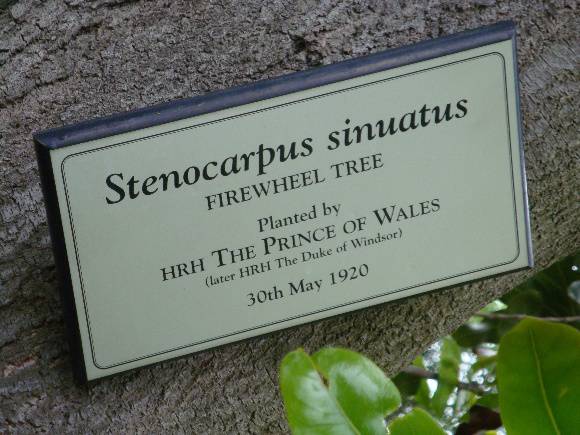 Stenocarpus sinuatus
FIREWHEEL TREE
Planted by
HRH THE PRINCE OF WALES
(later HRH The Duke of Windsor)
30th May 1920